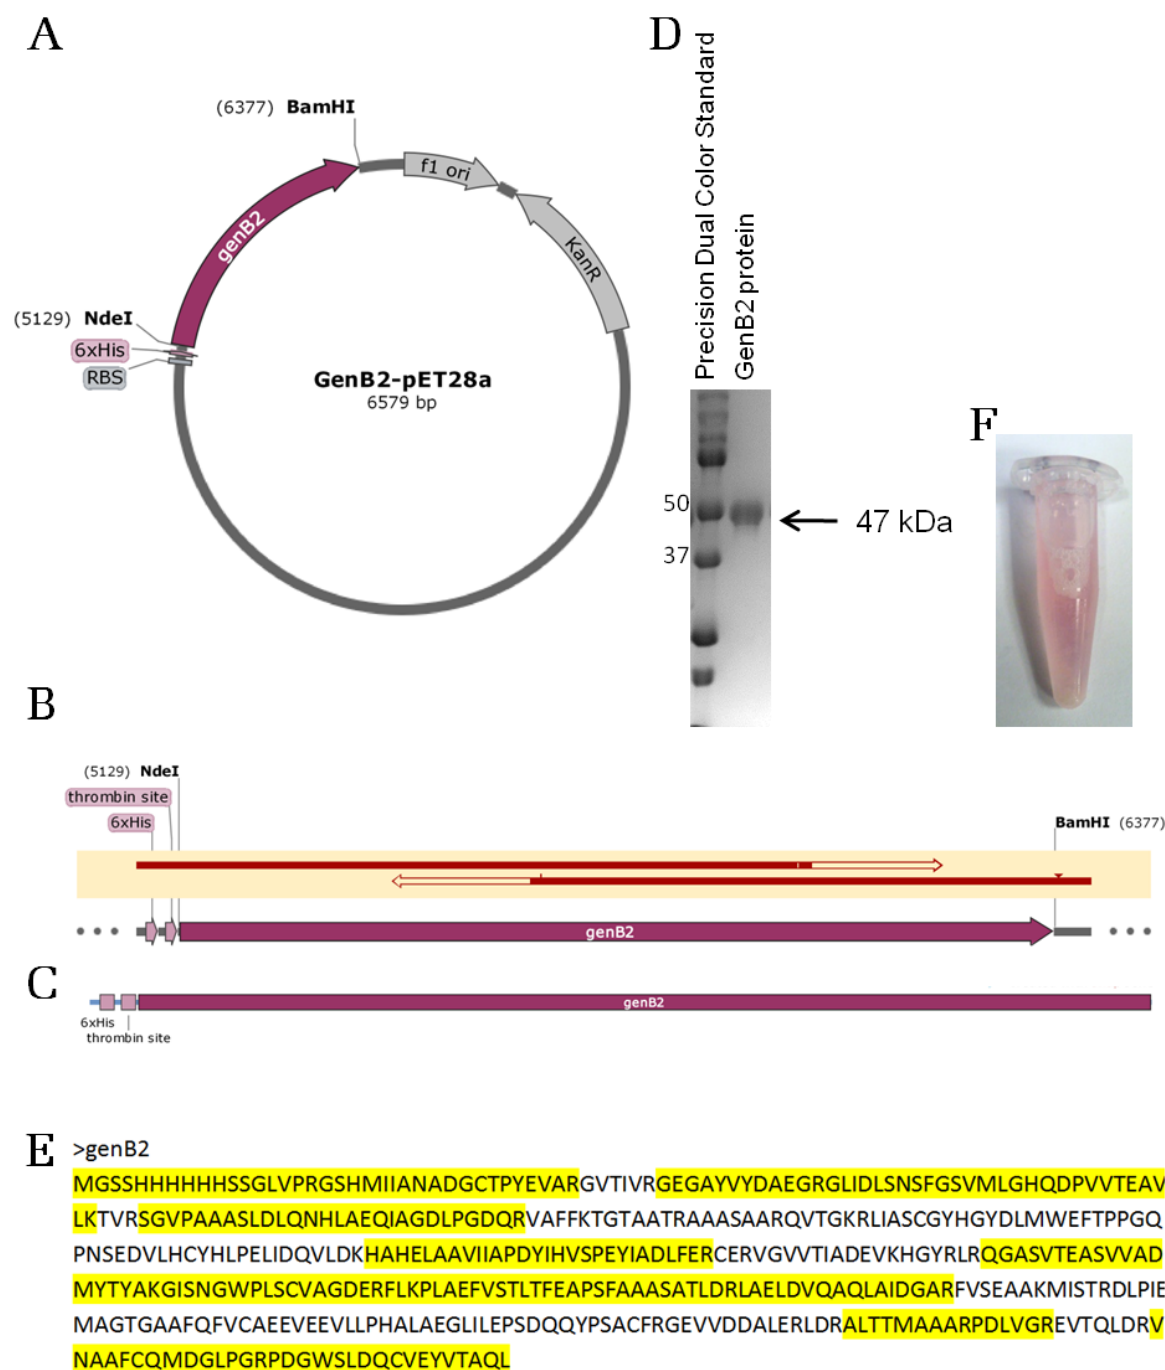 A
(6377) BamHI
f1 ori
KanR
genB2
(5129) NdeI
6xHis
RBS
GenB2-pET28a
6579 bp
D
Precision Dual Color Standard
GenB2 protein
50
37
47 kDa
F
B
(5129) NdeI
thrombin site
6xHis
BamHI (6377)
genB2
C
genB2
6xHis
thrombin site
E
>genB2
MGSSHHHHHHSSGLVPRGSHMIIANADGCTPYEVARGVTIVRGEGAYVYDAEGRGLIDLSNSFGSVMLGHQDPVVTEAV
LKTVRSGVPAAASLDLQNHLAEQIAGDLPGDQRVAFFKTGTAATRAAASAARQVTGKRLIASCGYHGYDLMWEFTPPGQ
PNSEDVLHCYHLPELIDQVLDKHAHELAAVIIAPDYIHVSPEYIADLFERCERVGVVTIADEVKHGYRLRQGASVTEASVVAD
MYTYAKGISNGWPLSCVAGDERFLKPLAEFVSTLTFEAPSFAAASATLDRLAELDVQAQLAIDGARFVSEAAKMISTRDLPIE
MAGTGAAFQFVCAEEVEEVLLPHALAEGLILEPSDQQYPSACFRGEVVDDALERLDRALTTMAAARPDLVGREVTQLDRV
NAAFCQMDGLPGRPDGWSLDQCVEYVTAQL